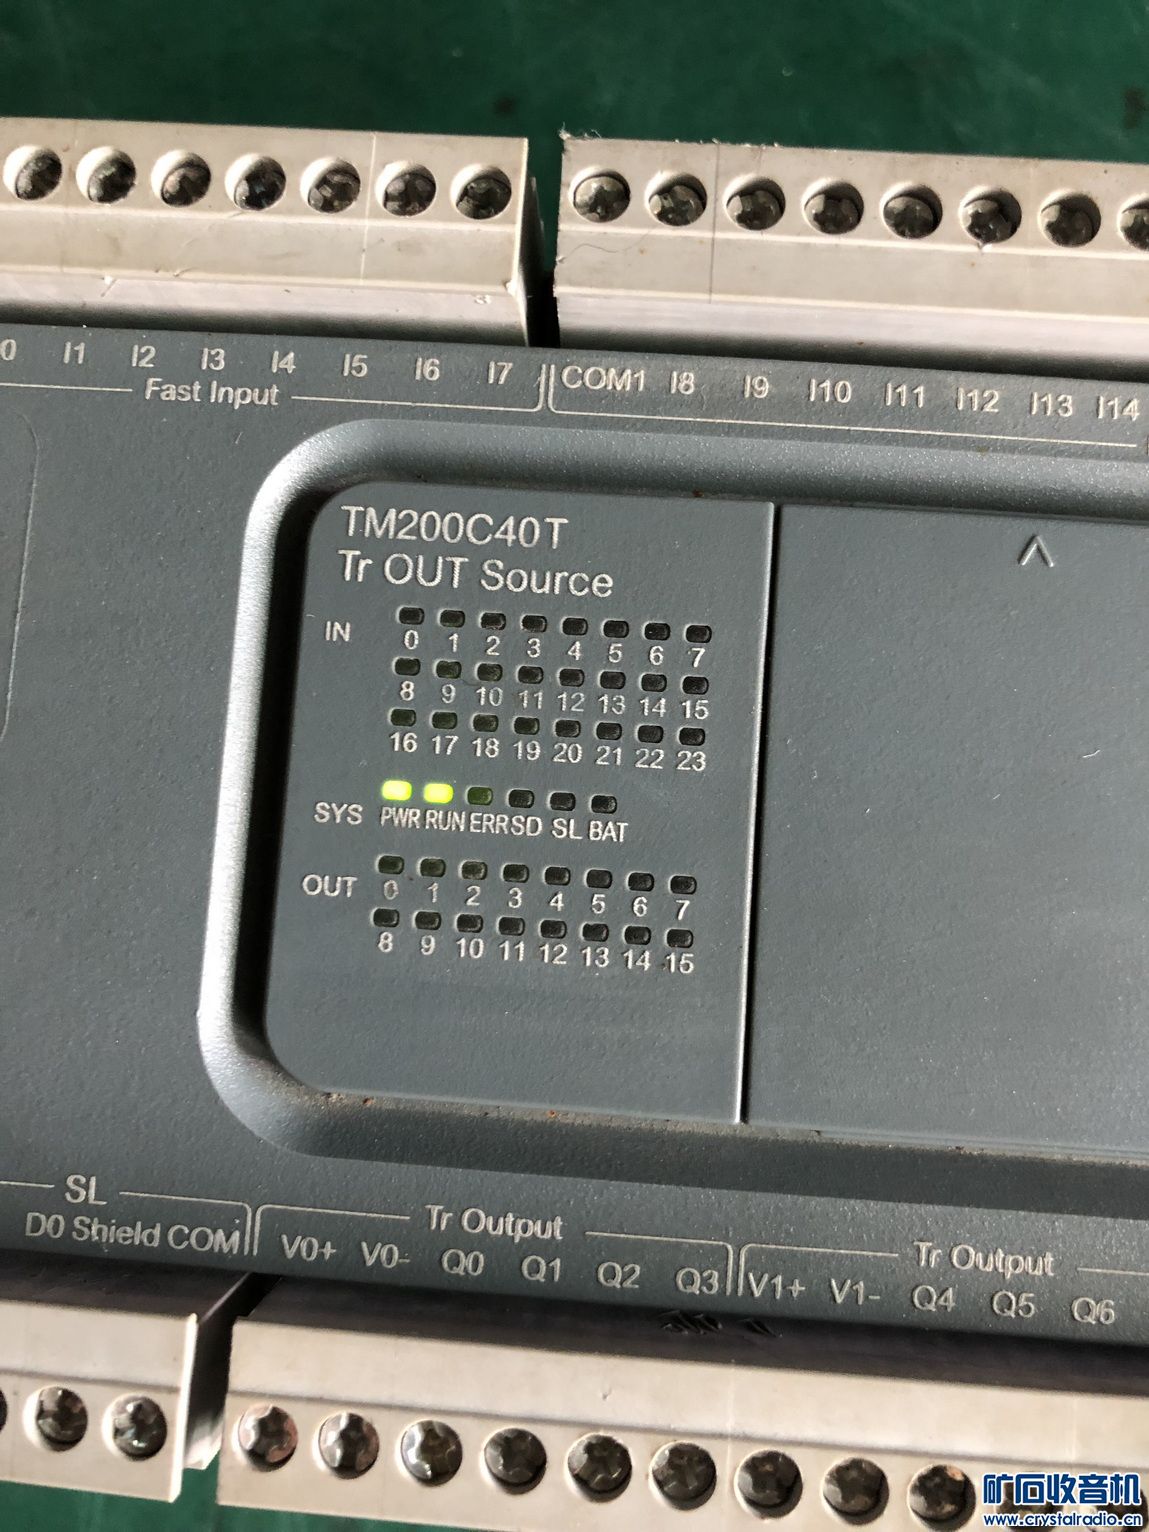 I1 I2 I3 I4 I5 I6 I7 COM1 I8 I9 I10 I11 I12 I13 I14
Fast Input
TM200C40T
Tr OUT Source
IN
0 1 2 3 4 5 6 7
8 9 10 11 12 13 14 15
16 17 18 19 20 21 22 23
SYS PWR RUN ERR SD SL BAT
OUT
0 1 2 3 4 5 6 7
8 9 10 11 12 13 14 15
SL
D0 Shield COM
Tr Output
V0+ V0- Q0 Q1 Q2 Q3
Tr Output
V1+ V1- Q4 Q5 Q6
矿石收音机
www.crystalradio.cn